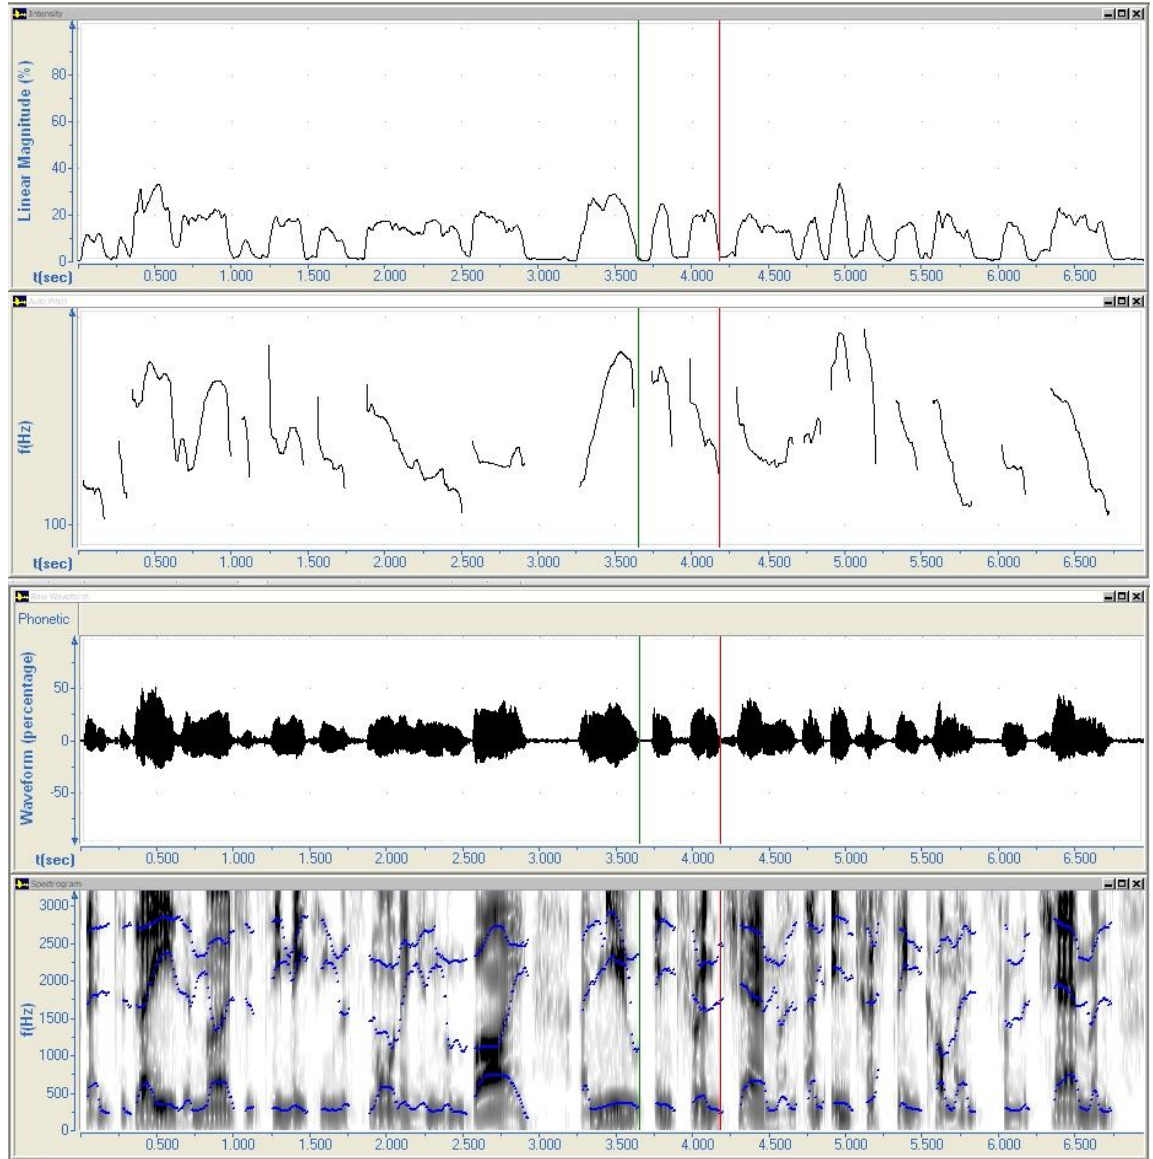 Intensity
Linear Magnitude (%)
80
60
40
20
0
t(sec) 0.500 1.000 1.500 2.000 2.500 3.000 3.500 4.000 4.500 5.000 5.500 6.000 6.500
Auto Pitch
f(Hz)
100
t(sec) 0.500 1.000 1.500 2.000 2.500 3.000 3.500 4.000 4.500 5.000 5.500 6.000 6.500
Raw Waveform
Phonetic
Waveform (percentage)
50
0
-50
t(sec) 0.500 1.000 1.500 2.000 2.500 3.000 3.500 4.000 4.500 5.000 5.500 6.000 6.500
Spectrogram
f(Hz)
3000
2500
2000
1500
1000
500
0
t(sec) 0.500 1.000 1.500 2.000 2.500 3.000 3.500 4.000 4.500 5.000 5.500 6.000 6.500